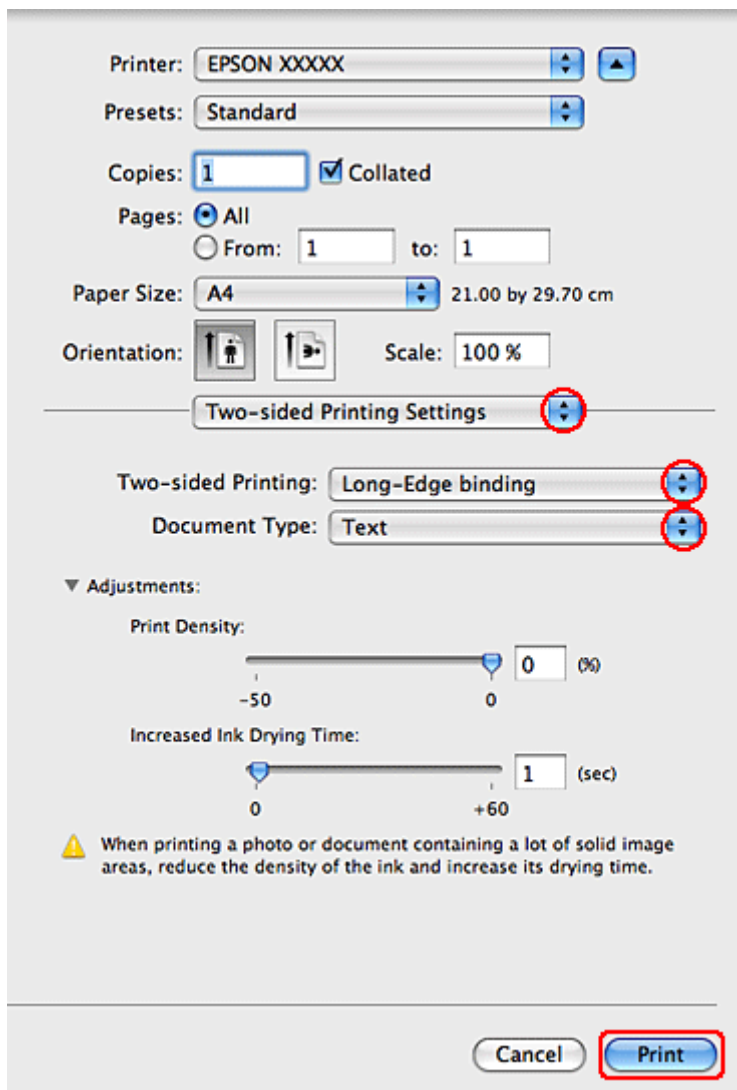 Printer: EPSON XXXXX
Presets: Standard
Copies: 1 Collated
Pages: All
From: 1 to: 1
Paper Size: A4 21.00 by 29.70 cm
Orientation: Scale: 100 %
Two-sided Printing Settings
Two-sided Printing: Long-Edge binding
Document Type: Text
Adjustments:
Print Density:
0 (%)
-50 0
Increased Ink Drying Time:
1 (sec)
0 +60
When printing a photo or document containing a lot of solid image
areas, reduce the density of the ink and increase its drying time.
Cancel Print